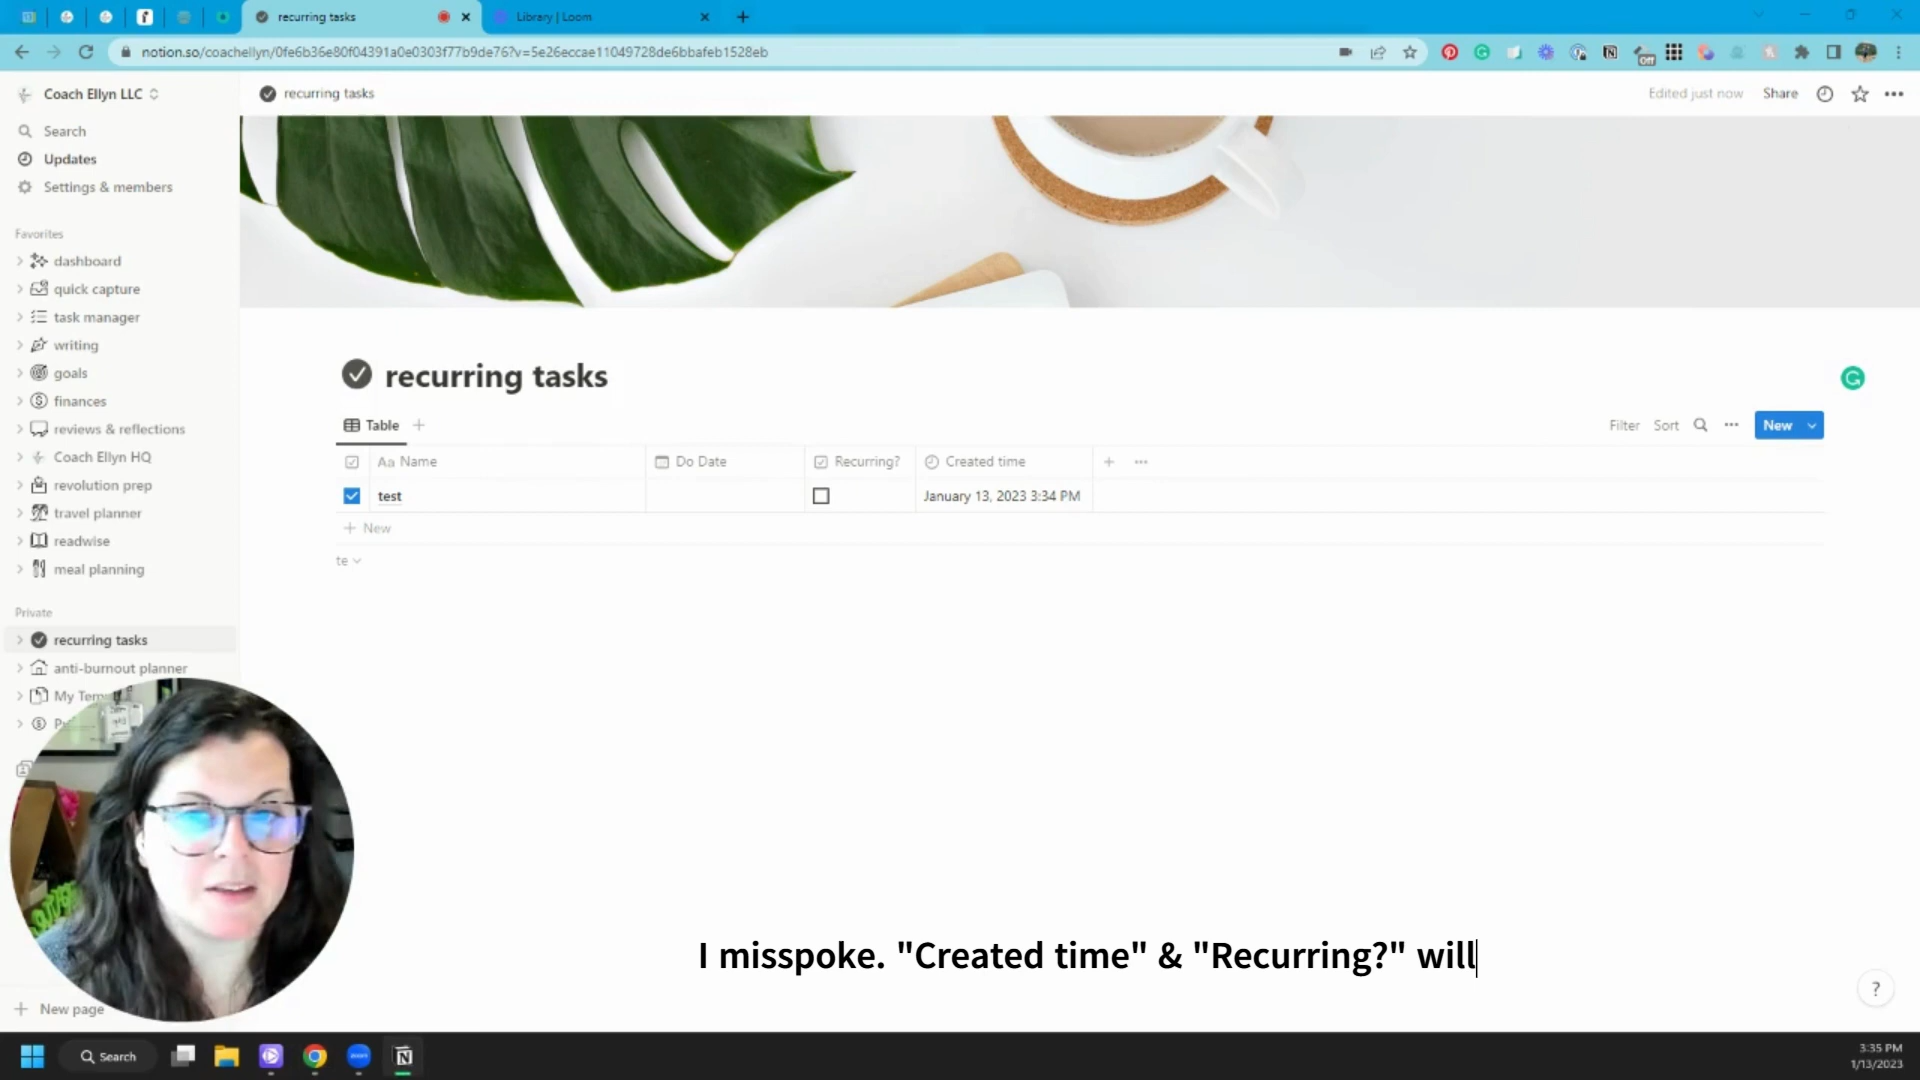 recurring tasks
Library | Loom
notion.so/coachellyn/0fe6b36e80f04391a0e0303f77b9de76?v=5e26eccae11049728de6bbafeb1528eb
Off
Coach Ellyn LLC
recurring tasks
Edited just now
Share
Search
Updates
Settings & members
Favorites
dashboard
quick capture
task manager
writing
goals
finances
reviews & reflections
Coach Ellyn HQ
revolution prep
travel planner
readwise
meal planning
Private
recurring tasks
anti-burnout planner
My Tem
New page
recurring tasks
Table
Filter
Sort
New
Aa Name
Do Date
Recurring?
Created time
test
January 13, 2023 3:34 PM
+ New
te
I misspoke. "Created time" & "Recurring?" will
?
Search
3:35 PM
1/13/2023